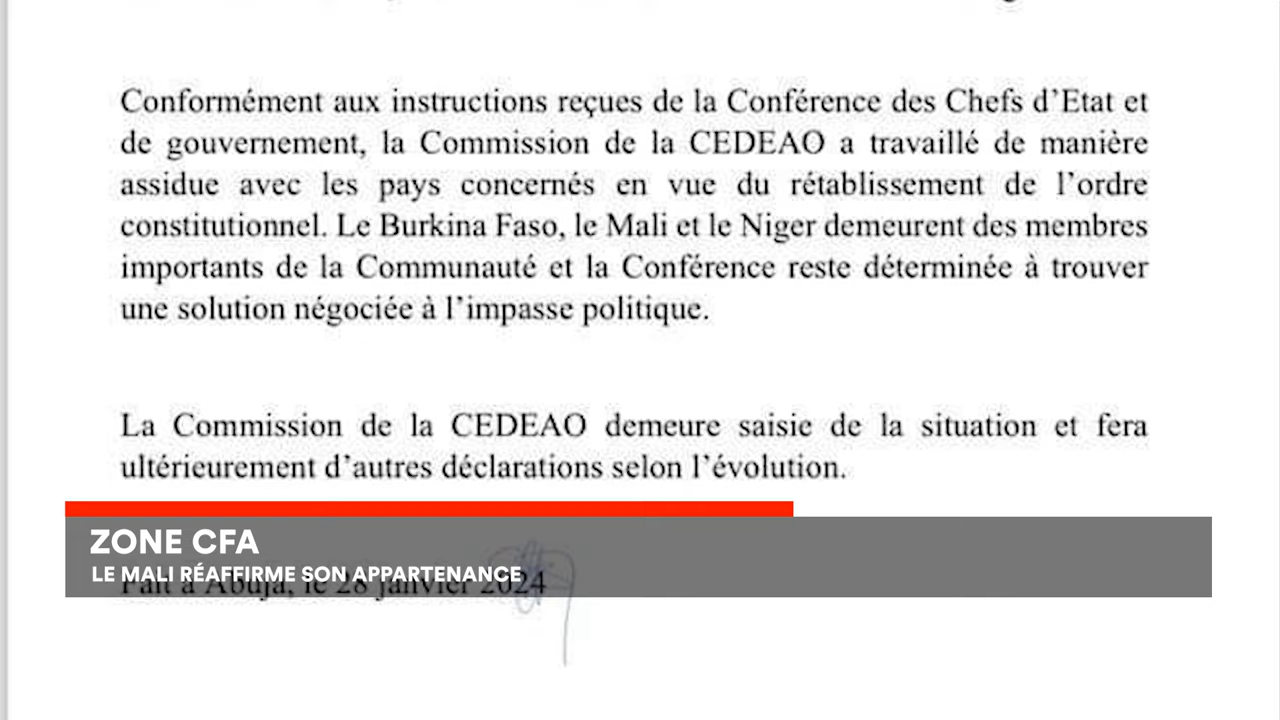 Conformément aux instructions reçues de la Conférence des Chefs d’Etat et
de gouvernement, la Commission de la CEDEAO a travaillé de manière
assidue avec les pays concernés en vue du rétablissement de l’ordre
constitutionnel. Le Burkina Faso, le Mali et le Niger demeurent des membres
importants de la Communauté et la Conférence reste déterminée à trouver
une solution négociée à l’impasse politique.
La Commission de la CEDEAO demeure saisie de la situation et fera
ultérieurement d’autres déclarations selon l’évolution.
ZONE CFA
LE MALI RÉAFFIRME SON APPARTENANCE
Fait à Abuja, le 28 janvier 2024